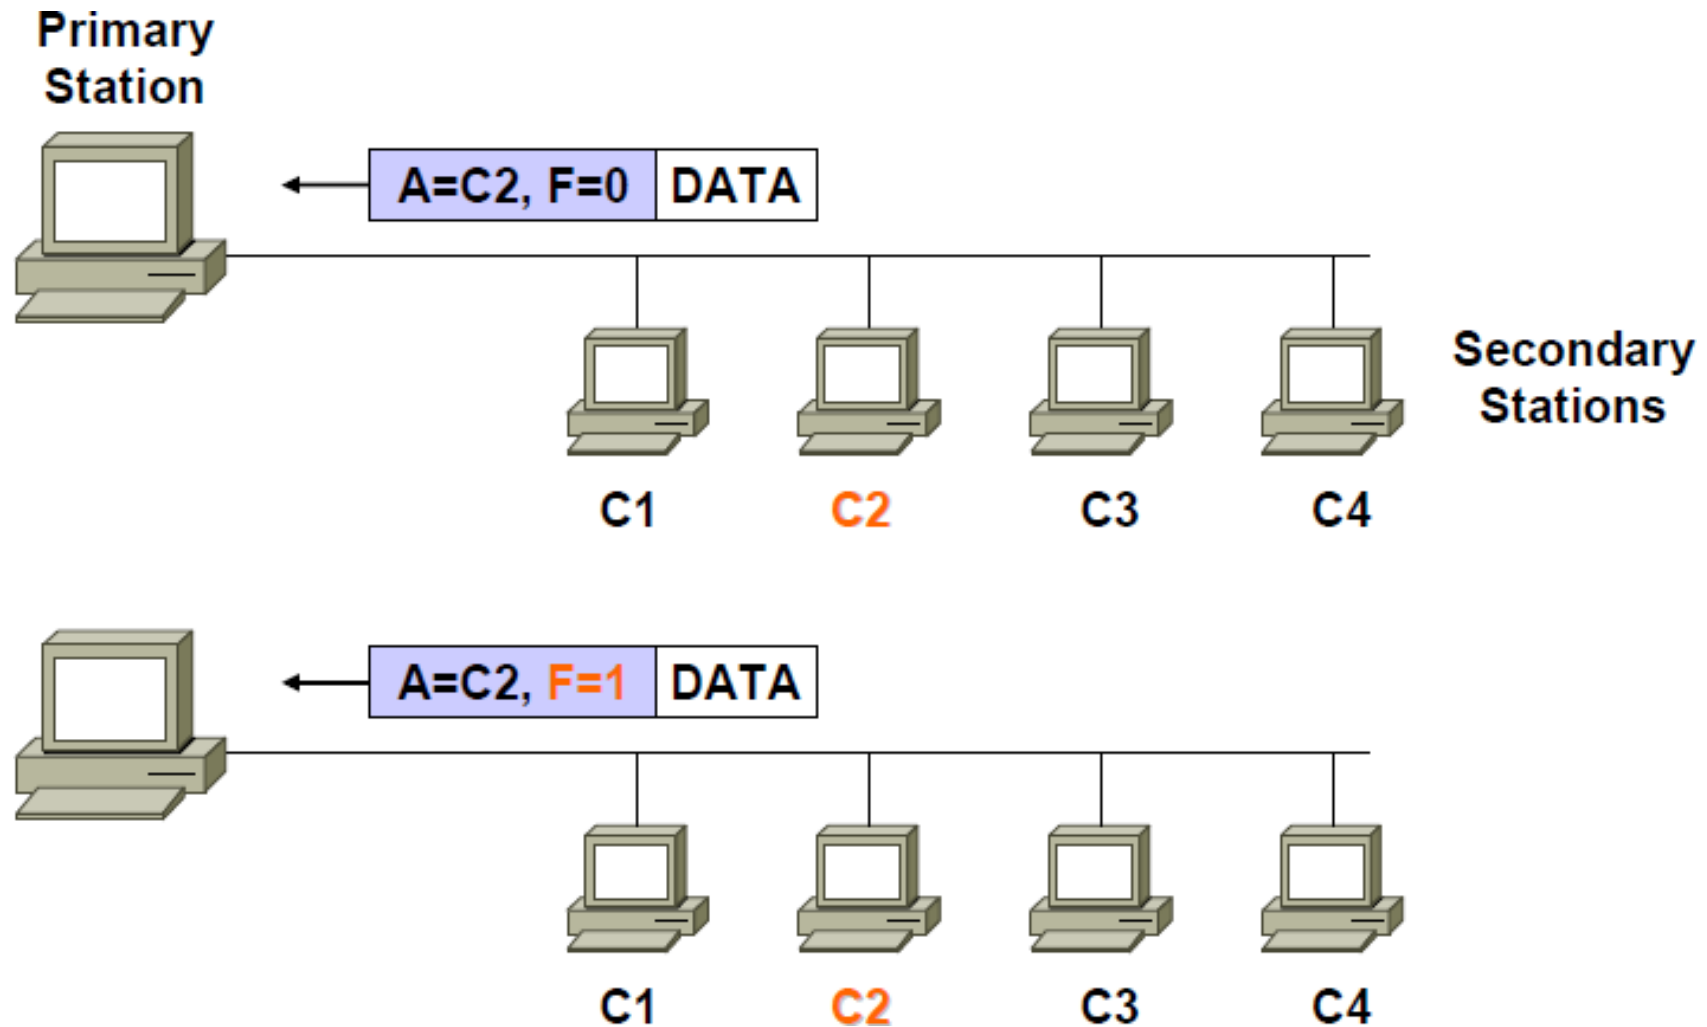 Primary
Station
A=C2, F=0 DATA
Secondary
Stations
C1 C2 C3 C4
A=C2, F=1 DATA
C1 C2 C3 C4